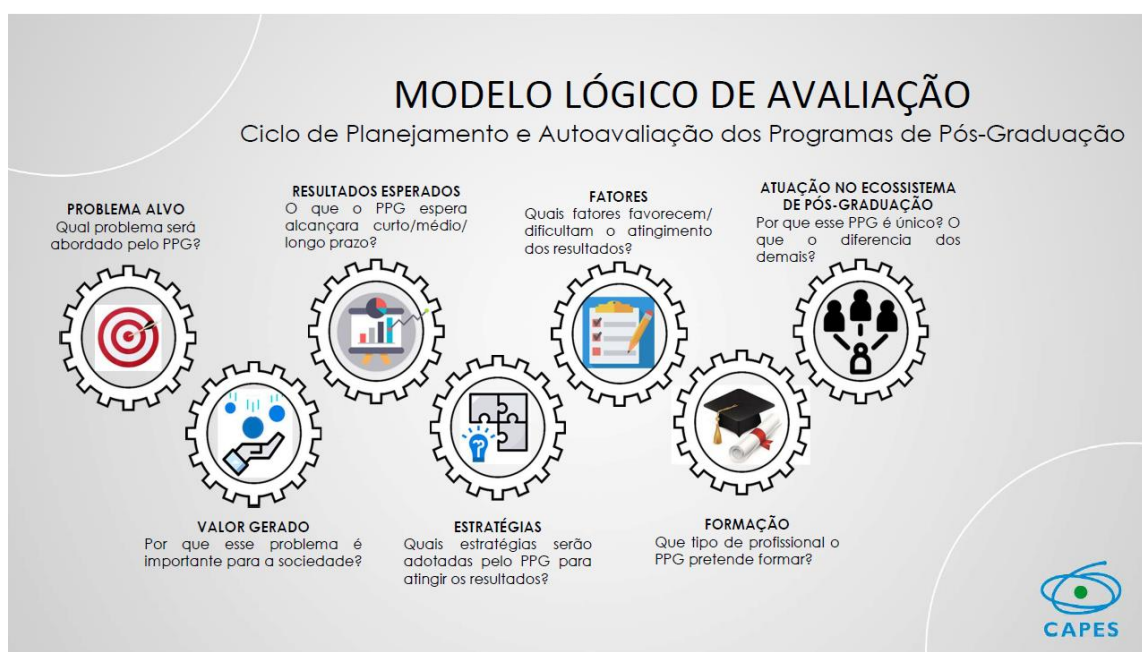 MODELO LÓGICO DE AVALIAÇÃO
Ciclo de Planejamento e Autoavaliação dos Programas de Pós-Graduação
PROBLEMA ALVO
Qual problema será
abordado pelo PPG?
VALOR GERADO
Por que esse problema é
importante para a sociedade?
RESULTADOS ESPERADOS
O que o PPG espera
alcançara curto/médio/
longo prazo?
ESTRATÉGIAS
Quais estratégias serão
adotadas pelo PPG para
atingir os resultados?
FATORES
Quais fatores favorecem/
dificultam o atingimento
dos resultados?
FORMAÇÃO
Que tipo de profissional o
PPG pretende formar?
ATUAÇÃO NO ECOSSISTEMA
DE PÓS-GRADUAÇÃO
Por que esse PPG é único? O
que o diferencia dos
demais?
CAPES